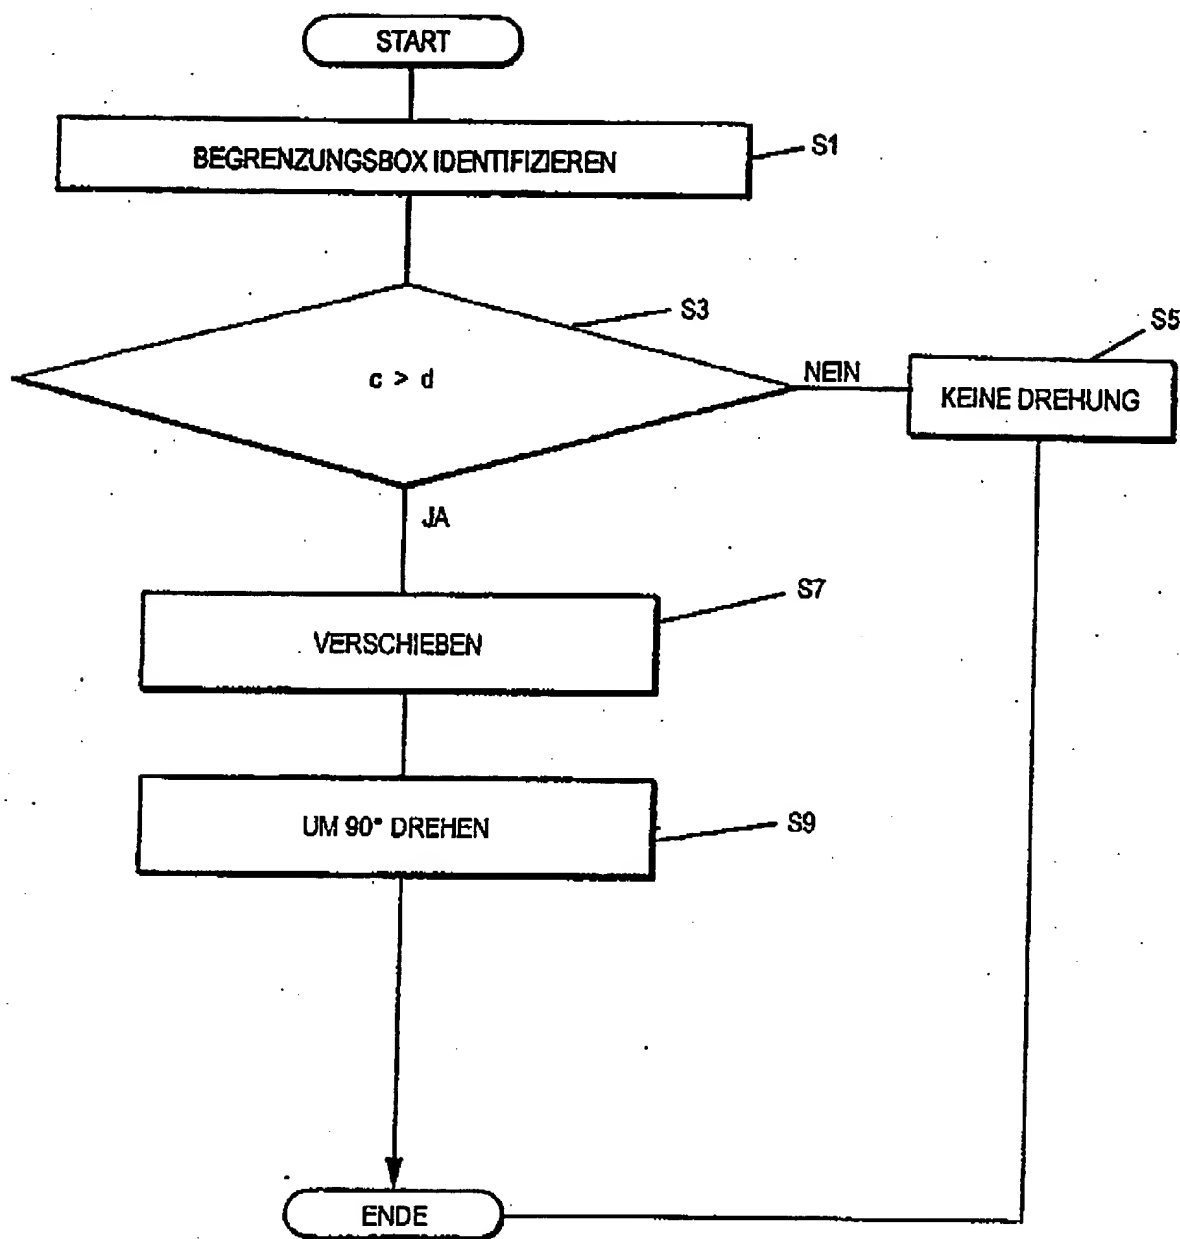 START
BEGRENZUNGSBOX IDENTIFIZIEREN
S1
S3
S5
c > d
NEIN
KEINE DREHUNG
JA
S7
VERSCHIEBEN
UM 90° DREHEN
S9
ENDE